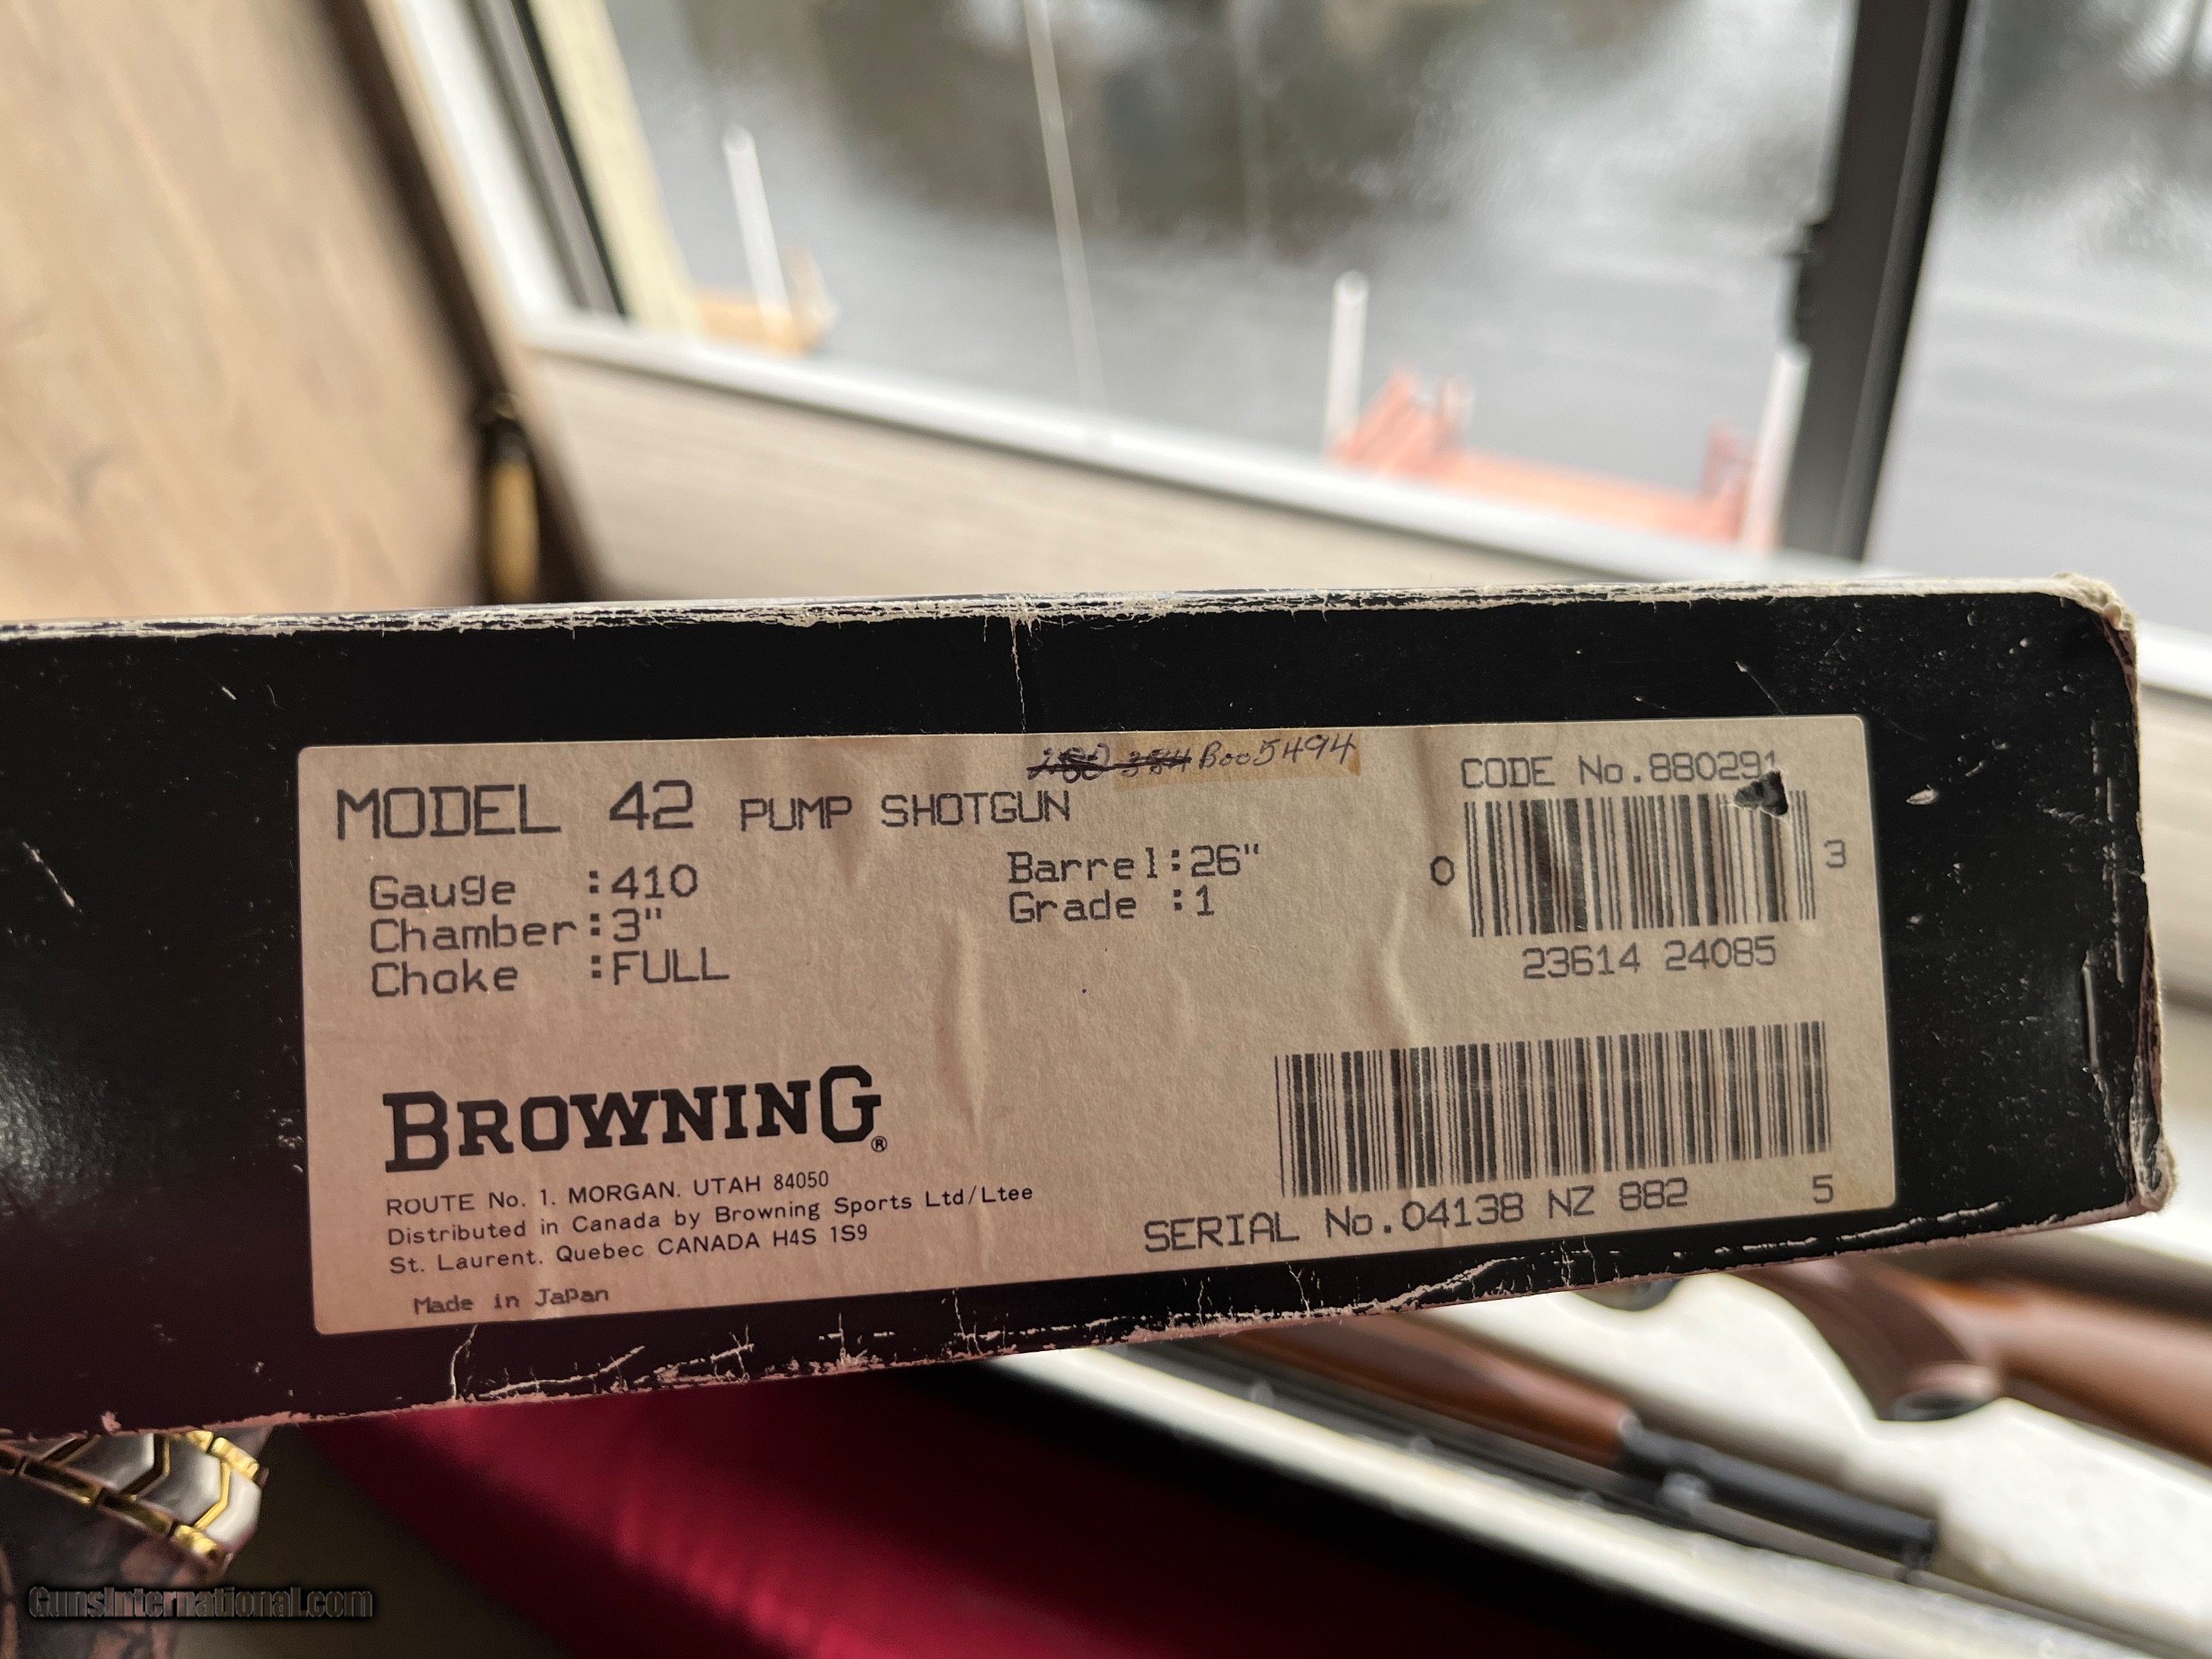 384 Boo5494
MODEL 42 PUMP SHOTGUN
CODE No.880291
Gauge :410
Chamber:3"
Choke :FULL
Barrel:26"
Grade :1
0 3
23614 24085
BROWNING®
ROUTE No. 1. MORGAN. UTAH 84050
Distributed in Canada by Browning Sports Ltd/Ltee
St. Laurent. Quebec CANADA H4S 1S9
Made in JaPan
SERIAL No.04138 NZ 882 5
GunsInternational.com